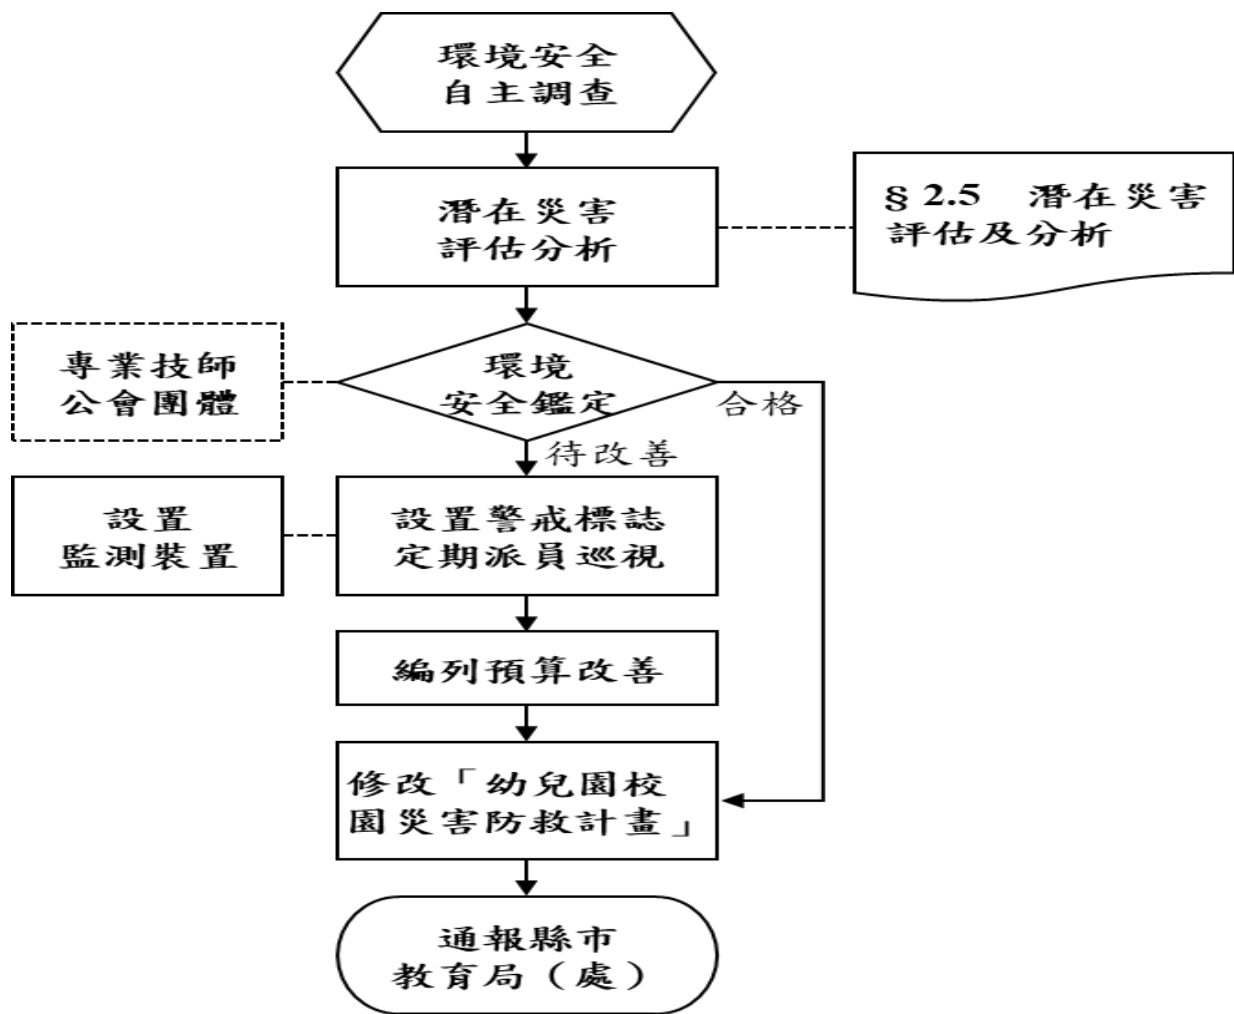 環境安全
自主調查
潛在災害
評估分析
§ 2.5 潛在災害
評估及分析
專業技師
公會團體
環境
安全鑑定
合格
待改善
設置
監測裝置
設置警戒標誌
定期派員巡視
編列預算改善
修改「幼兒園校
園災害防救計畫」
通報縣市
教育局（處）